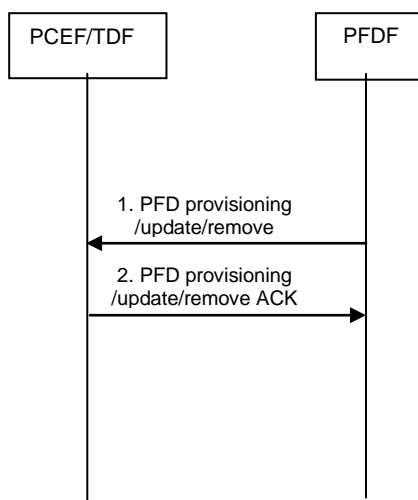 PCEF/TDF
PFDF
1. PFD provisioning
/update/remove
2. PFD provisioning
/update/remove ACK